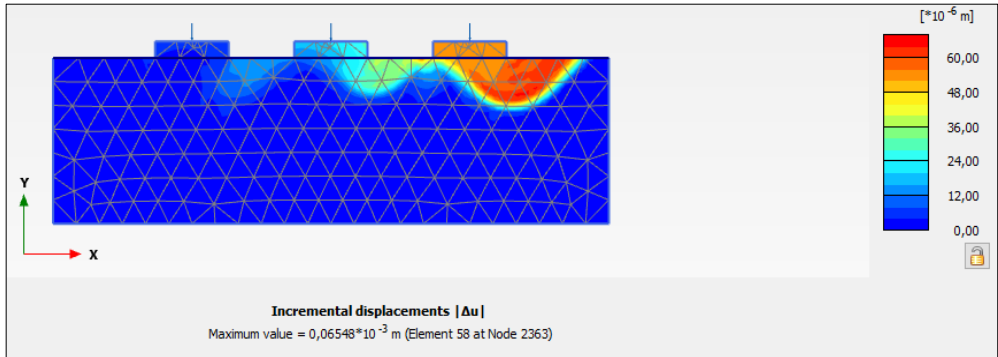 [*10 -6 m]
60,00
48,00
36,00
24,00
12,00
0,00
Y
X
Incremental displacements |Δu|
Maximum value = 0,06548*10 -3 m (Element 58 at Node 2363)